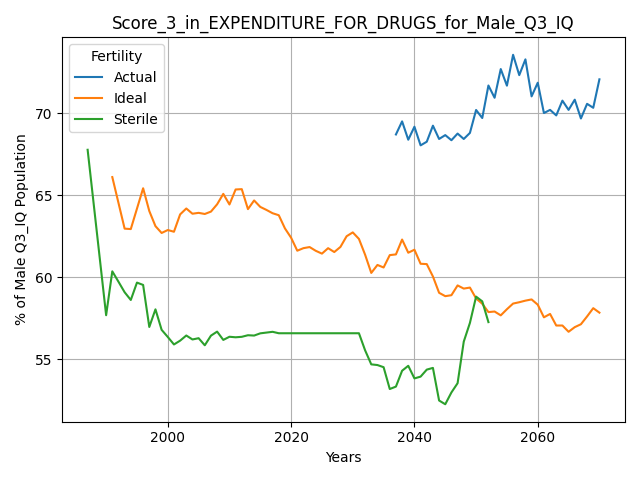 Score_3_in_EXPENDITURE_FOR_DRUGS_for_Male_Q3_IQ
Fertility
Actual
Ideal
Sterile
% of Male Q3_IQ Population
70
65
60
55
2000
2020
2040
2060
Years